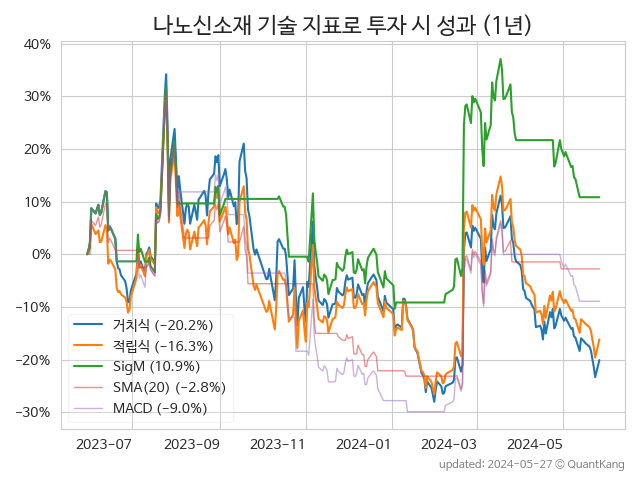 나노신소재 기술 지표로 투자 시 성과 (1년)
40%
30%
20%
10%
0%
−10%
−20%
−30%
거치식 (−20.2%)
적립식 (−16.3%)
SigM (10.9%)
SMA(20) (−2.8%)
MACD (−9.0%)
2023−07 2023−09 2023−11 2024−01 2024−03 2024−05
updated: 2024−05−27 © QuantKang